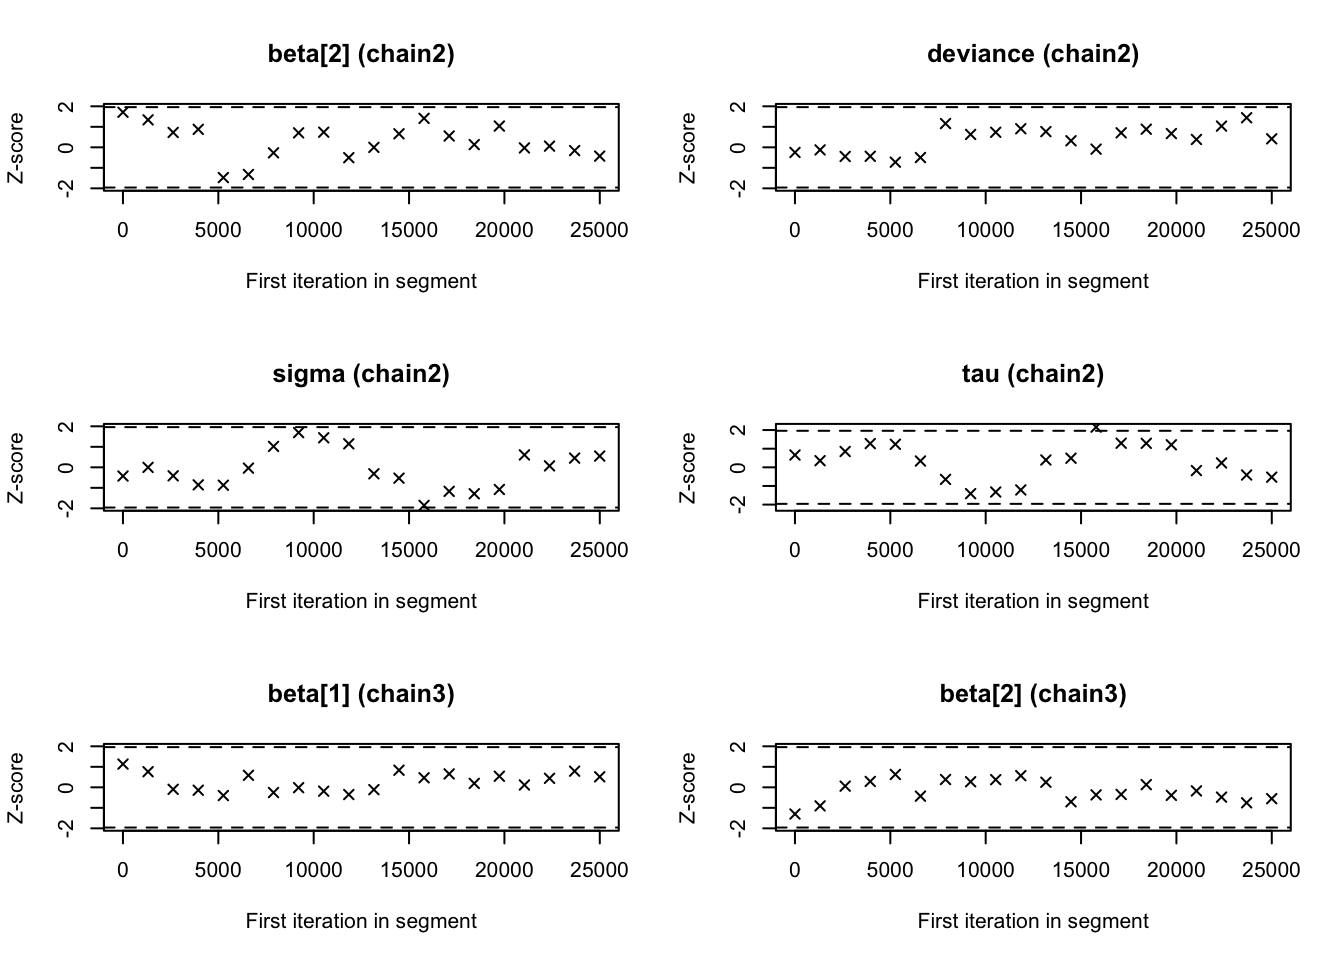 beta[2] (chain2)
Z-score
2
0
-2
0 5000 10000 15000 20000 25000
First iteration in segment
deviance (chain2)
Z-score
2
0
-2
0 5000 10000 15000 20000 25000
First iteration in segment
sigma (chain2)
Z-score
2
0
-2
0 5000 10000 15000 20000 25000
First iteration in segment
tau (chain2)
Z-score
2
0
-2
0 5000 10000 15000 20000 25000
First iteration in segment
beta[1] (chain3)
Z-score
2
0
-2
0 5000 10000 15000 20000 25000
First iteration in segment
beta[2] (chain3)
Z-score
2
0
-2
0 5000 10000 15000 20000 25000
First iteration in segment